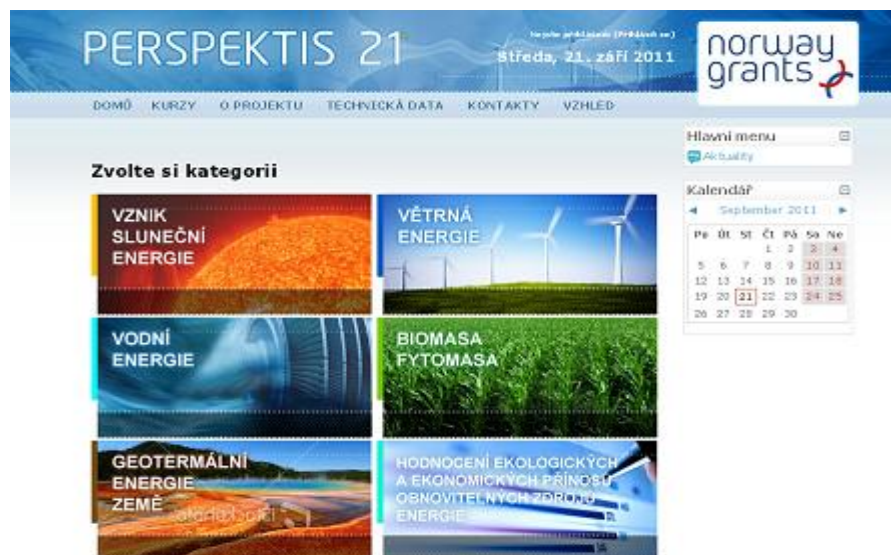 PERSPEKTIS 21
Nejste přihlášeni (Přihlásit se)
Středa, 21. září 2011
norway
grants
DOMŮ KURZY O PROJEKTU TECHNICKÁ DATA KONTAKTY VZHLED
Zvolte si kategorii
VZNIK
SLUNEČNÍ
ENERGIE
VĚTRNÁ
ENERGIE
VODNÍ
ENERGIE
BIOMASA
FYTOMASA
GEOTERMÁLNÍ
ENERGIE
ZEMĚ
HODNOCENÍ EKOLOGICKÝCH
A EKONOMICKÝCH PŘÍNOSŮ
OBNOVITELNÝCH ZDROJŮ
ENERGIE
Hlavní menu
Aktuality
Kalendář
◄ September 2011 ►
Po Út St Čt Pá So Ne
1 2 3 4
5 6 7 8 9 10 11
12 13 14 15 16 17 18
19 20 21 22 23 24 25
26 27 28 29 30